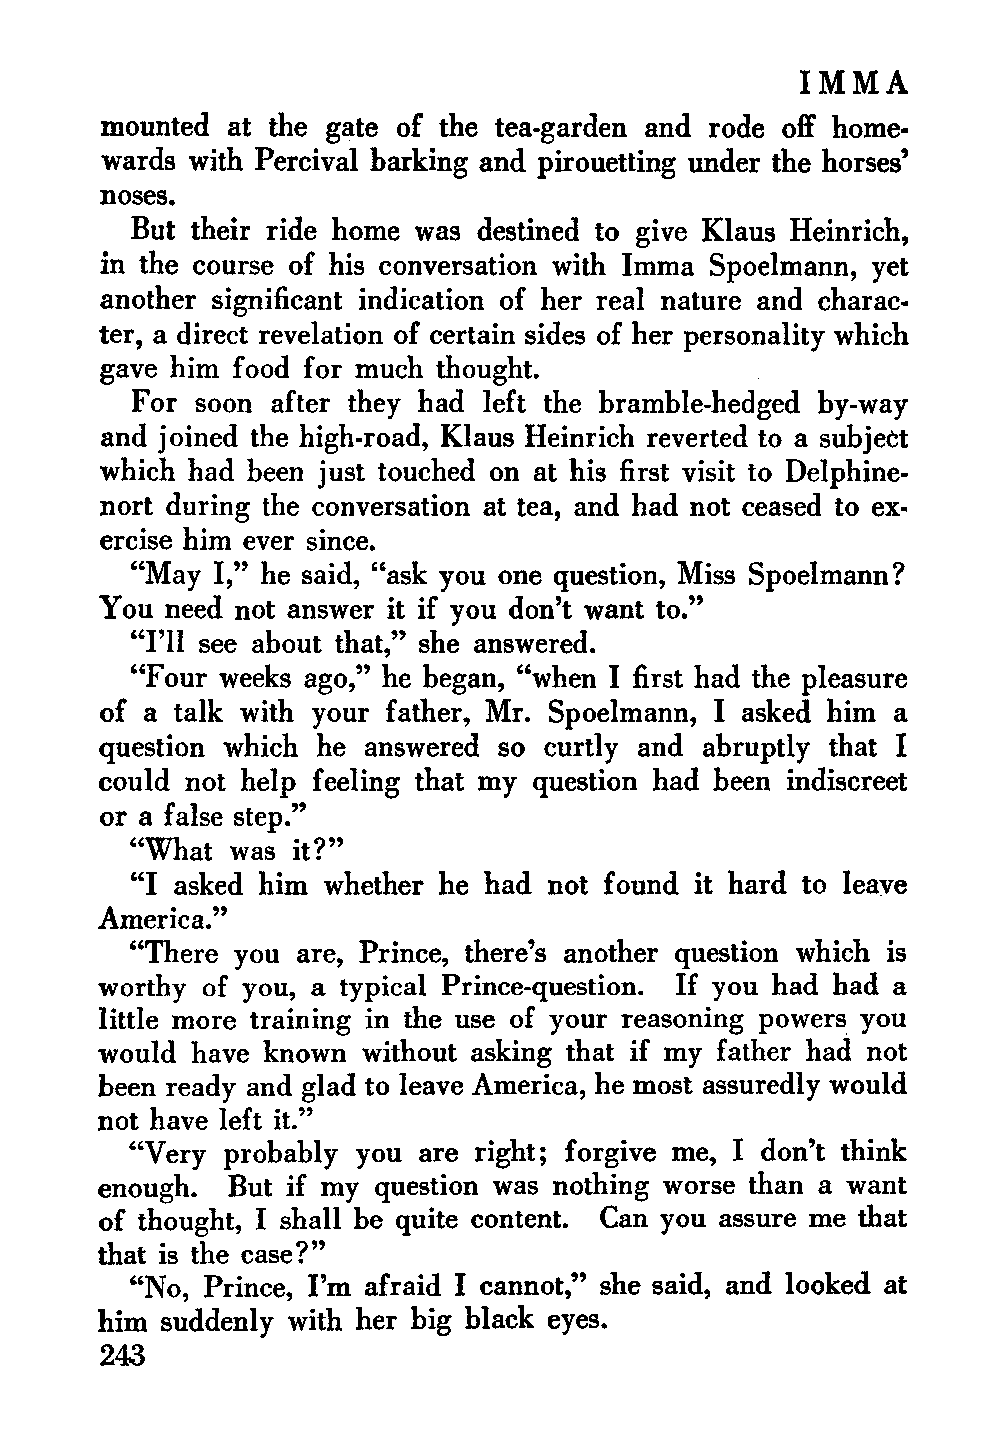 IMMA
mounted at the gate of the tea-garden and rode off home-
wards with Percival barking and pirouetting under the horses’
noses.
But their ride home was destined to give Klaus Heinrich,
in the course of his conversation with Imma Spoelmann, yet
another significant indication of her real nature and charac-
ter, a direct revelation of certain sides of her personality which
gave him food for much thought.
For soon after they had left the bramble-hedged by-way
and joined the high-road, Klaus Heinrich reverted to a subject
which had been just touched on at his first visit to Delphine-
nort during the conversation at tea, and had not ceased to ex-
ercise him ever since.
“May I,” he said, “ask you one question, Miss Spoelmann?
You need not answer it if you don’t want to.”
“I’ll see about that,” she answered.
“Four weeks ago,” he began, “when I first had the pleasure
of a talk with your father, Mr. Spoelmann, I asked him a
question which he answered so curtly and abruptly that I
could not help feeling that my question had been indiscreet
or a false step.”
“What was it?”
“I asked him whether he had not found it hard to leave
America.”
“There you are, Prince, there’s another question which is
worthy of you, a typical Prince-question. If you had had a
little more training in the use of your reasoning powers you
would have known without asking that if my father had not
been ready and glad to leave America, he most assuredly would
not have left it.”
“Very probably you are right; forgive me, I don’t think
enough. But if my question was nothing worse than a want
of thought, I shall be quite content. Can you assure me that
that is the case?”
“No, Prince, I’m afraid I cannot,” she said, and looked at
him suddenly with her big black eyes.
243